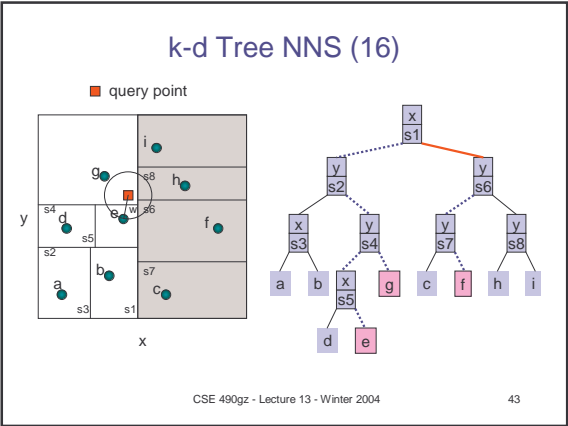 k-d Tree NNS (16)
query point
x
s1
i
y
y
g
s8
h
s2
s6
e
w
s6
s4
d
f
x
y
y
y
y
s5
s3
s4
s7
s8
s2
b
s7
a
c
a
b
x
g
c
f
h
i
s3
s1
s5
x
d
e
CSE 490gz - Lecture 13 - Winter 2004
43